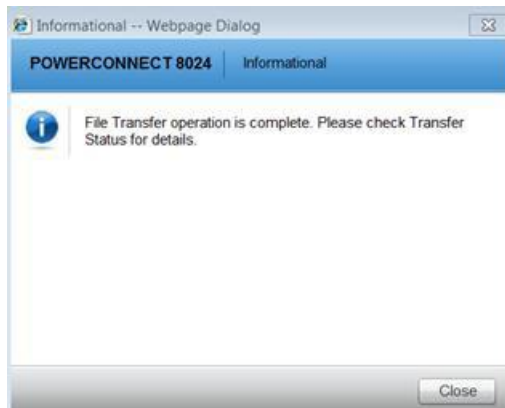 Informational -- Webpage Dialog
POWERCONNECT 8024 Informational
File Transfer operation is complete. Please check Transfer
Status for details.
Close